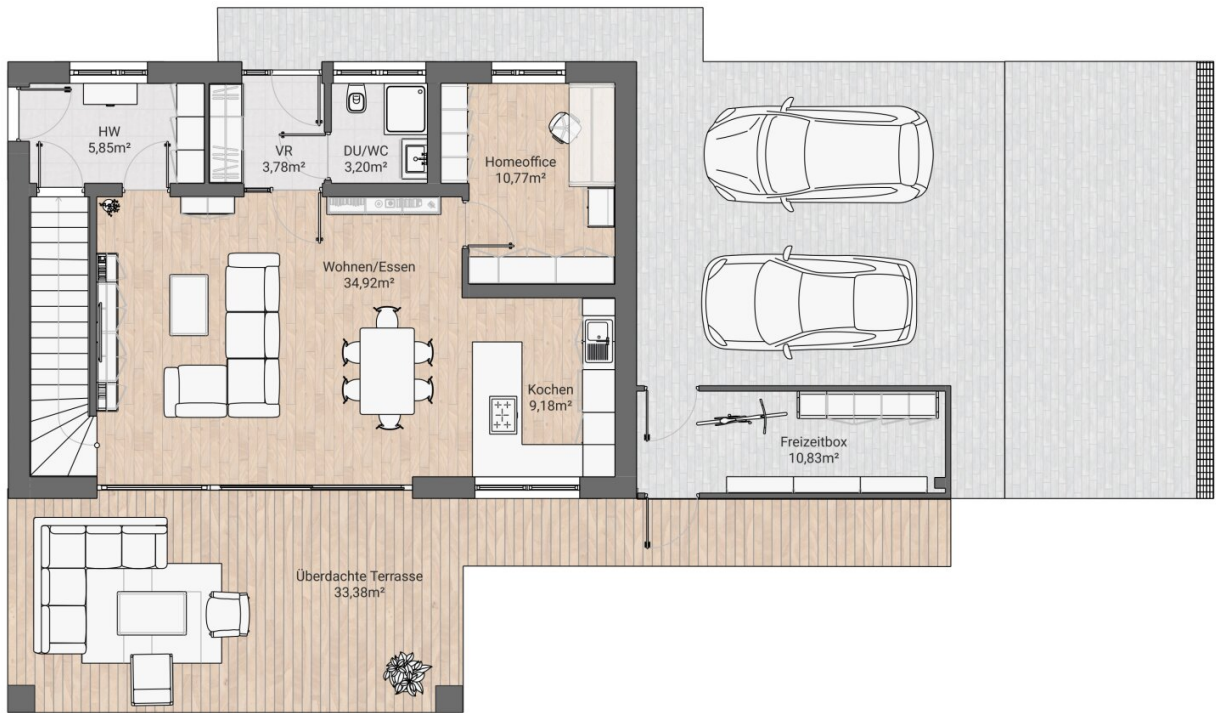 HW
5,85m²
VR
3,78m²
DU/WC
3,20m²
Homeoffice
10,77m²
Wohnen/Essen
34,92m²
Kochen
9,18m²
Freizeitbox
10,83m²
Überdachte Terrasse
33,38m²